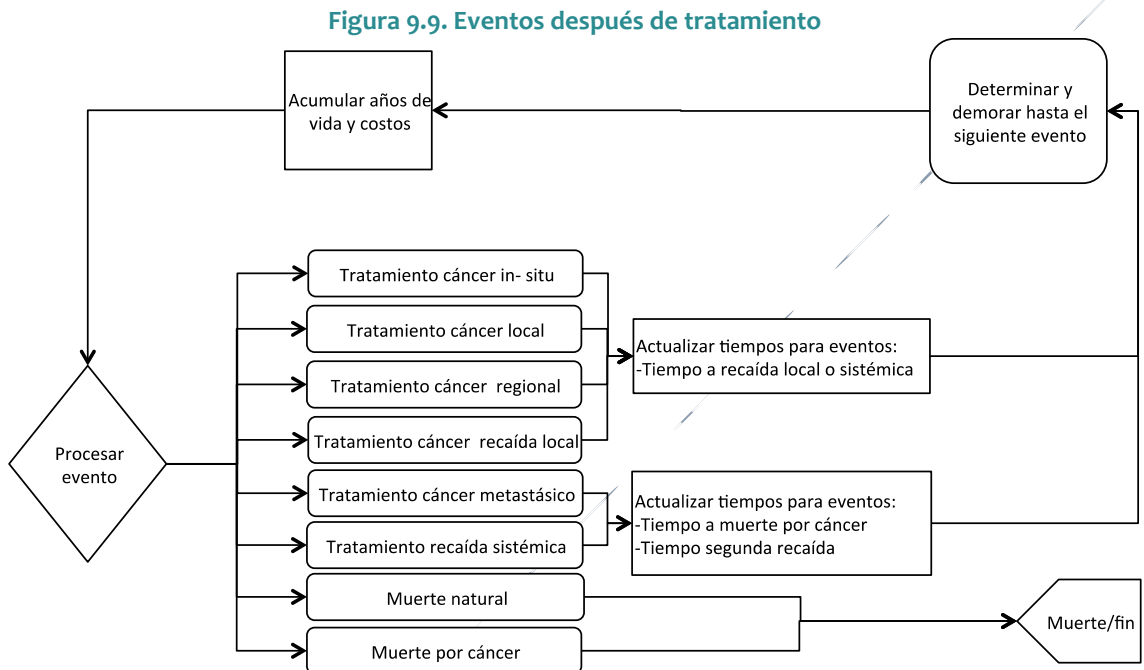 Figura 9.9. Eventos después de tratamiento
Acumular años de
vida y costos
Determinar y
demorar hasta el
siguiente evento
Procesar
evento
Tratamiento cáncer in- situ
Tratamiento cáncer local
Tratamiento cáncer regional
Tratamiento cáncer recaída local
Tratamiento cáncer metastásico
Tratamiento recaída sistémica
Muerte natural
Muerte por cáncer
Actualizar tiempos para eventos:
-Tiempo a recaída local o sistémica
Actualizar tiempos para eventos:
-Tiempo a muerte por cáncer
-Tiempo segunda recaída
Muerte/fin